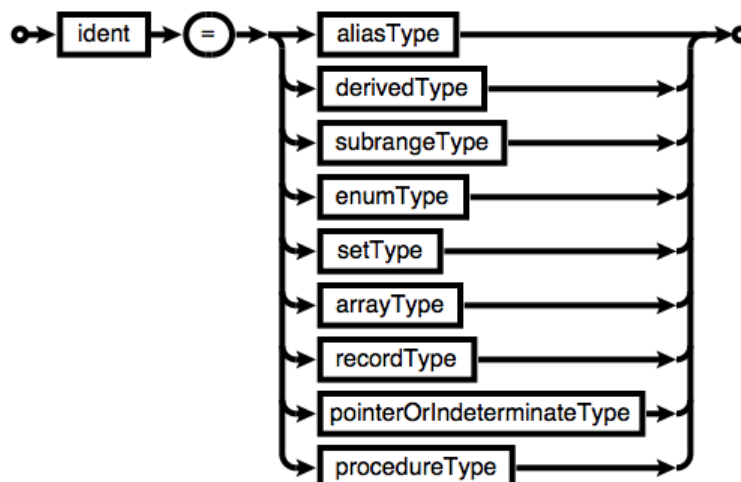 ident = aliasType
derivedType
subrangeType
enumType
setType
arrayType
recordType
pointerOrIndeterminateType
procedureType